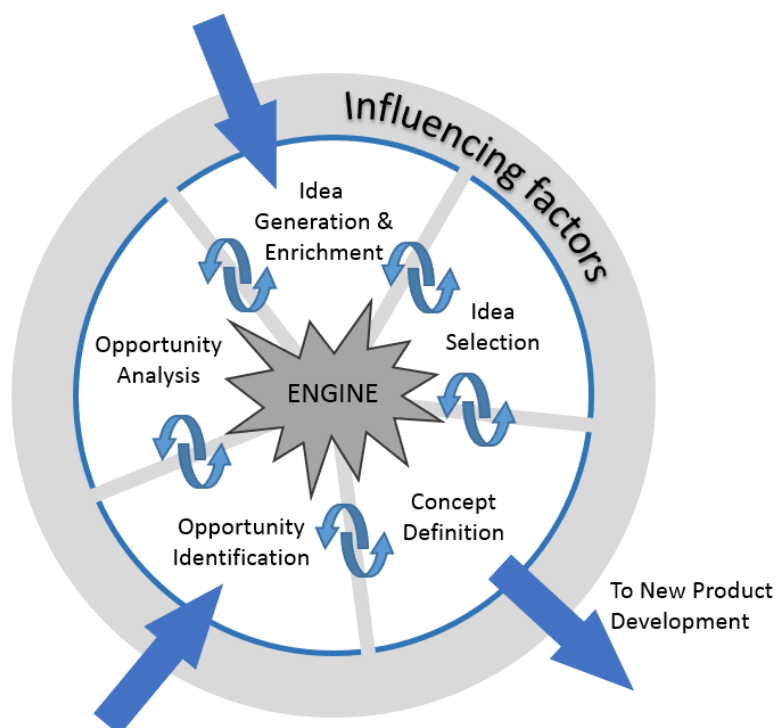 Influencing factors
Idea
Generation &
Enrichment
Idea
Selection
Opportunity
Analysis
ENGINE
Concept
Definition
Opportunity
Identification
To New Product
Development